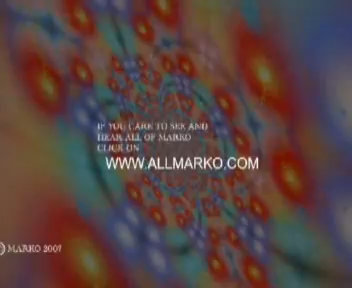 IF YOU CARE TO SEE AND
HEAR ALL OF MARKO
CLICK ON
WWW.ALLMARKO.COM
© MARKO 2007